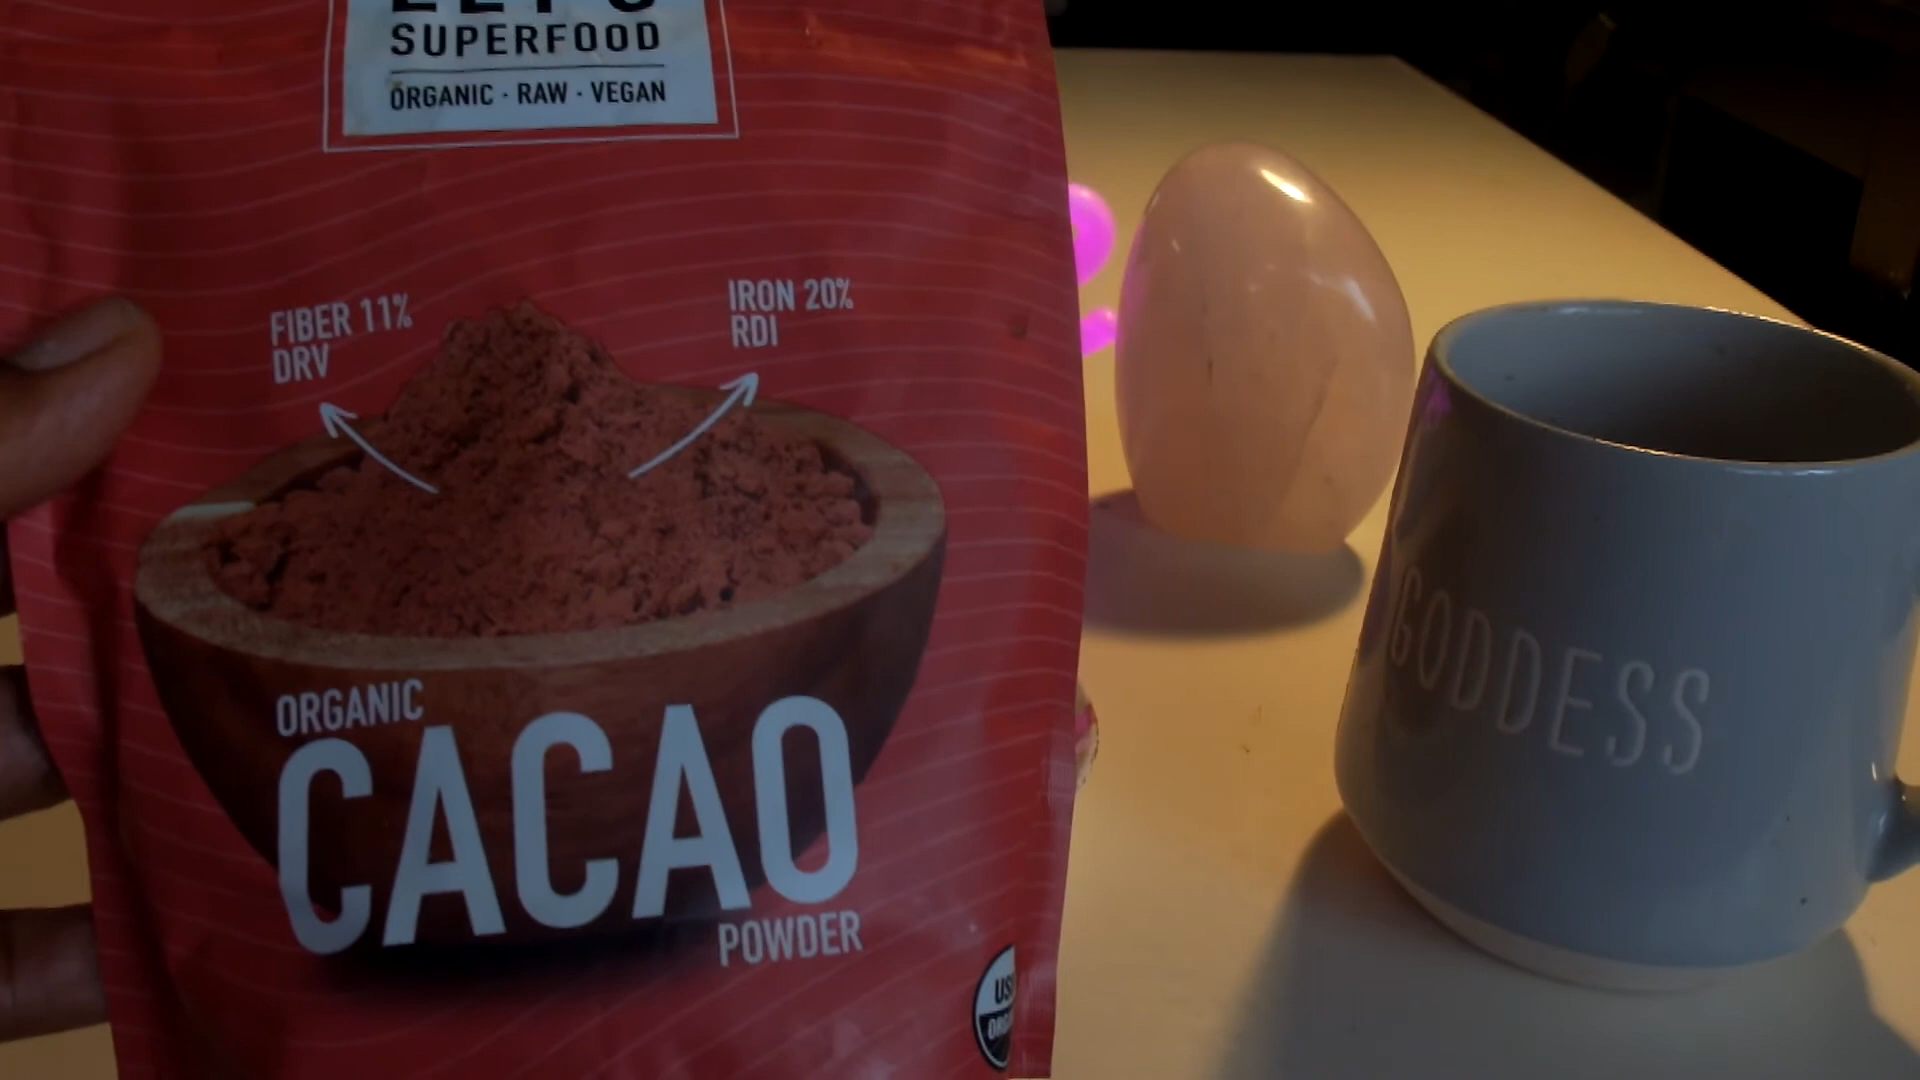 SUPERFOOD
ORGANIC · RAW · VEGAN
FIBER 11%
DRV
IRON 20%
RDI
ORGANIC
CACAO
POWDER
GODDESS